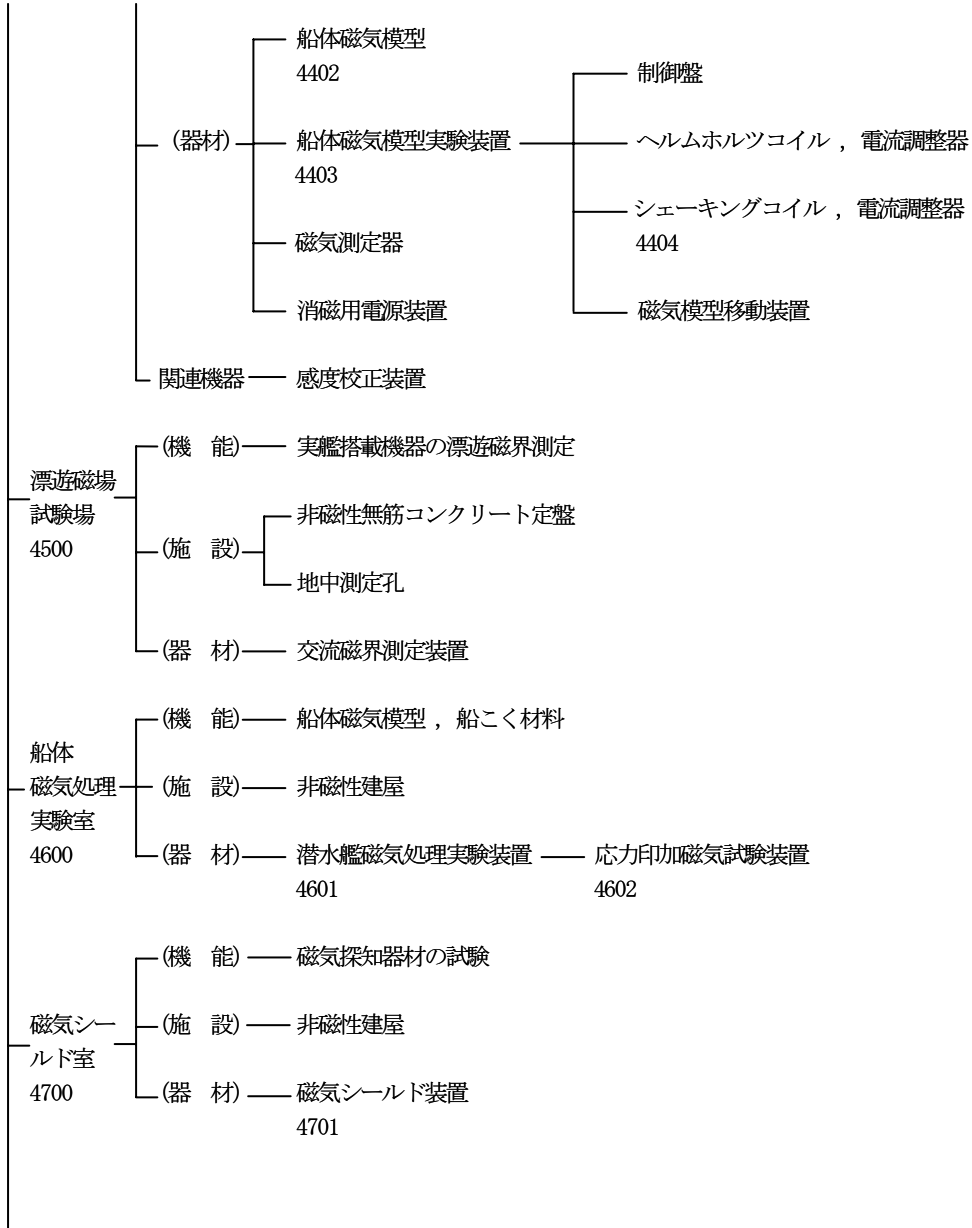 船体磁気模型
4402
制御盤
(器材)
船体磁気模型実験装置
4403
ヘルムホルツコイル , 電流調整器
シェーキングコイル , 電流調整器
4404
磁気測定器
消磁用電源装置
磁気模型移動装置
関連機器
感度校正装置
漂遊磁場
試験場
4500
(機　能)
実艦搭載機器の漂遊磁界測定
(施　設)
非磁性無筋コンクリート定盤
地中測定孔
(器　材)
交流磁界測定装置
船体
磁気処理
実験室
4600
(機　能)
船体磁気模型 , 船こく材料
(施　設)
非磁性建屋
(器　材)
潜水艦磁気処理実験装置
4601
応力印加磁気試験装置
4602
磁気シー
ルド室
4700
(機　能)
磁気探知器材の試験
(施　設)
非磁性建屋
(器　材)
磁気シールド装置
4701